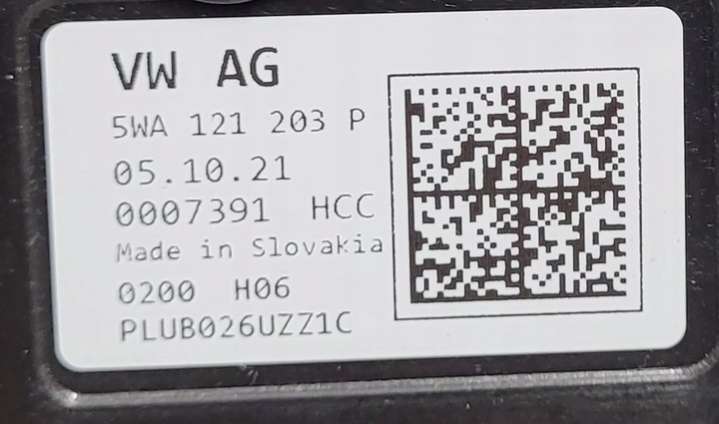 VW AG
5WA 121 203 P
05.10.21
0007391 HCC
Made in Slovakia
0200 H06
PLUB026UZZ1C